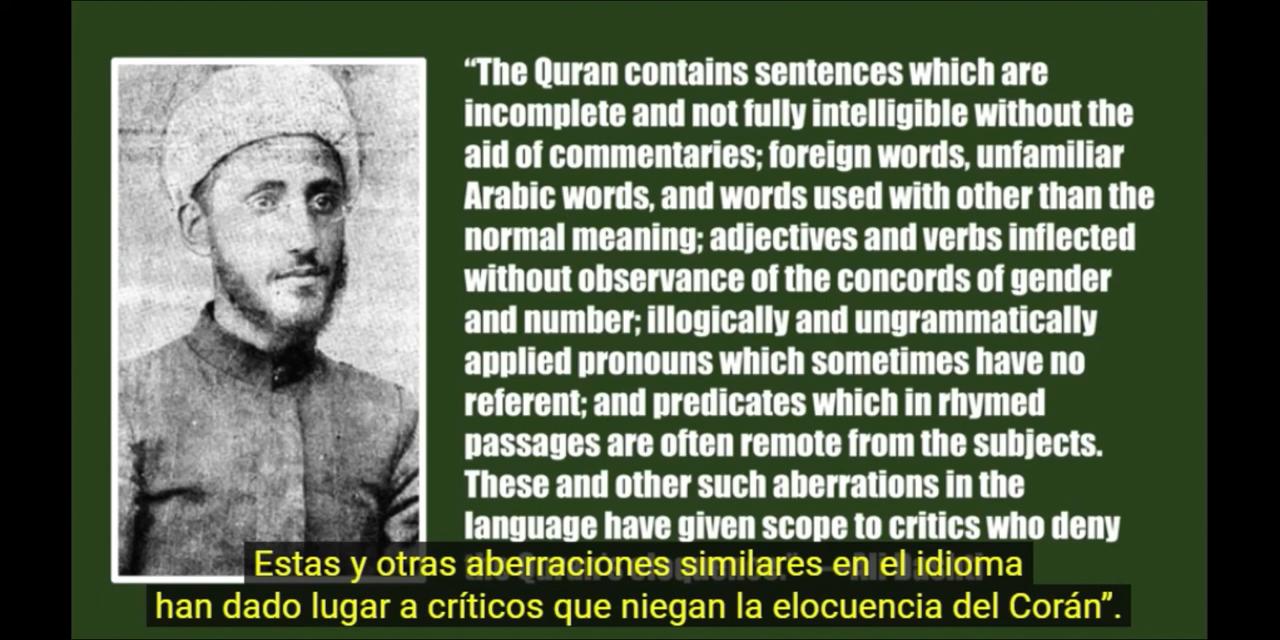 “The Quran contains sentences which are
incomplete and not fully intelligible without the
aid of commentaries; foreign words, unfamiliar
Arabic words, and words used with other than the
normal meaning; adjectives and verbs inflected
without observance of the concords of gender
and number; illogically and ungrammatically
applied pronouns which sometimes have no
referent; and predicates which in rhymed
passages are often remote from the subjects.
These and other such aberrations in the
language have given scope to critics who deny
Estas y otras aberraciones similares en el idioma
han dado lugar a críticos que niegan la elocuencia del Corán”.